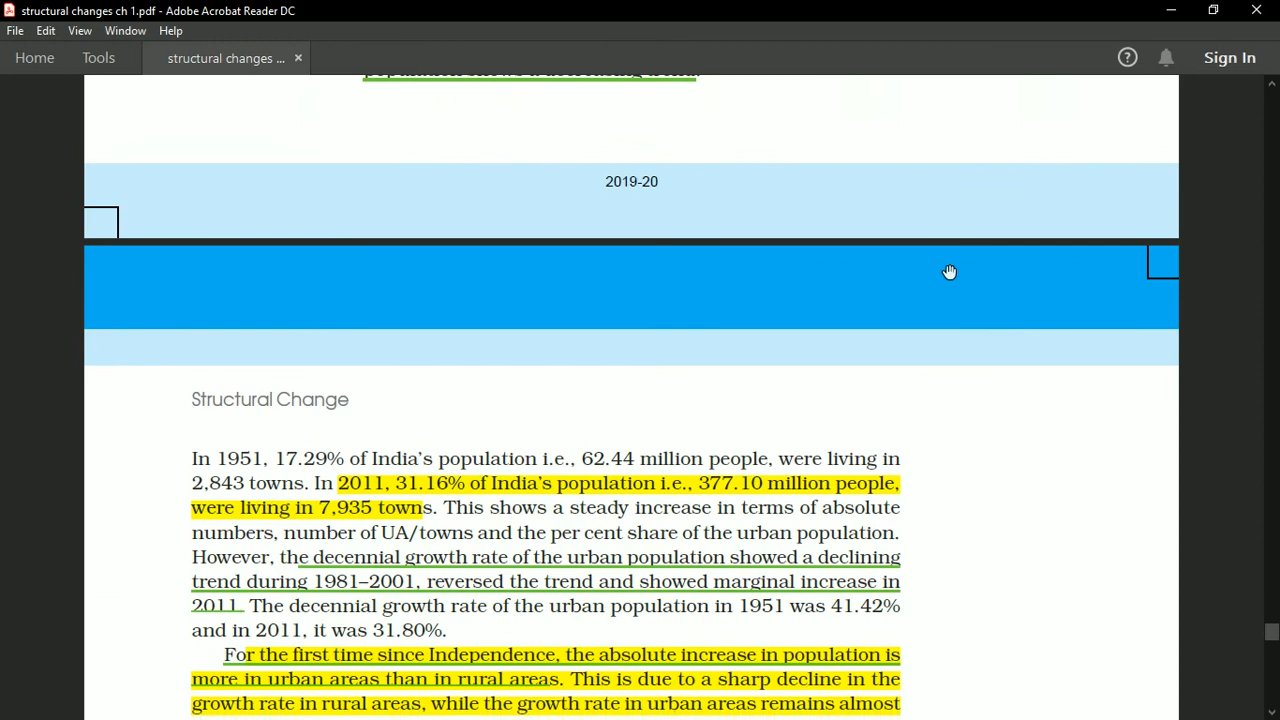 structural changes ch 1.pdf - Adobe Acrobat Reader DC
File Edit View Window Help
Home Tools structural changes ... × Sign In
2019-20
Structural Change
In 1951, 17.29% of India's population i.e., 62.44 million people, were living in
2,843 towns. In 2011, 31.16% of India's population i.e., 377.10 million people,
were living in 7,935 towns. This shows a steady increase in terms of absolute
numbers, number of UA/towns and the per cent share of the urban population.
However, the decennial growth rate of the urban population showed a declining
trend during 1981–2001, reversed the trend and showed marginal increase in
2011. The decennial growth rate of the urban population in 1951 was 41.42%
and in 2011, it was 31.80%.
For the first time since Independence, the absolute increase in population is
more in urban areas than in rural areas. This is due to a sharp decline in the
growth rate in rural areas, while the growth rate in urban areas remains almost